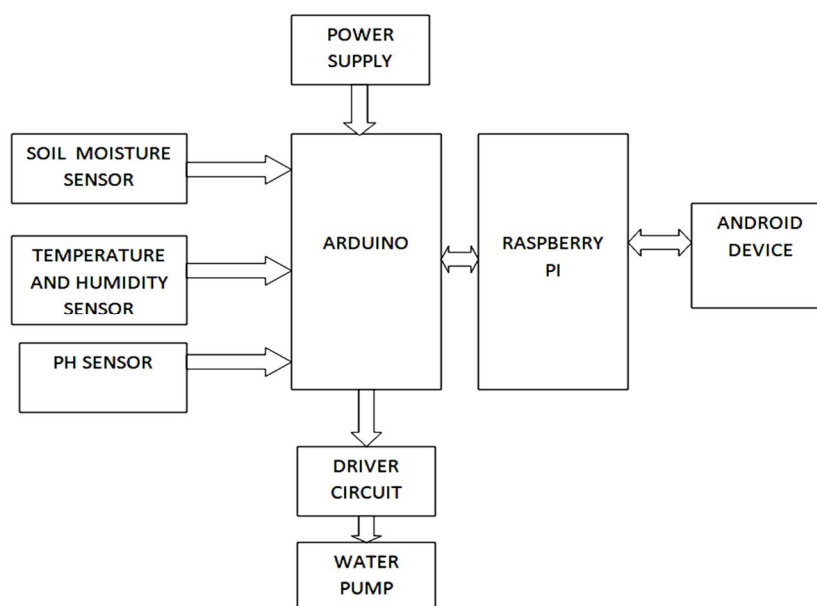 POWER
SUPPLY
SOIL MOISTURE
SENSOR
TEMPERATURE
AND HUMIDITY
SENSOR
PH SENSOR
ARDUINO
RASPBERRY
PI
ANDROID
DEVICE
DRIVER
CIRCUIT
WATER
PUMP